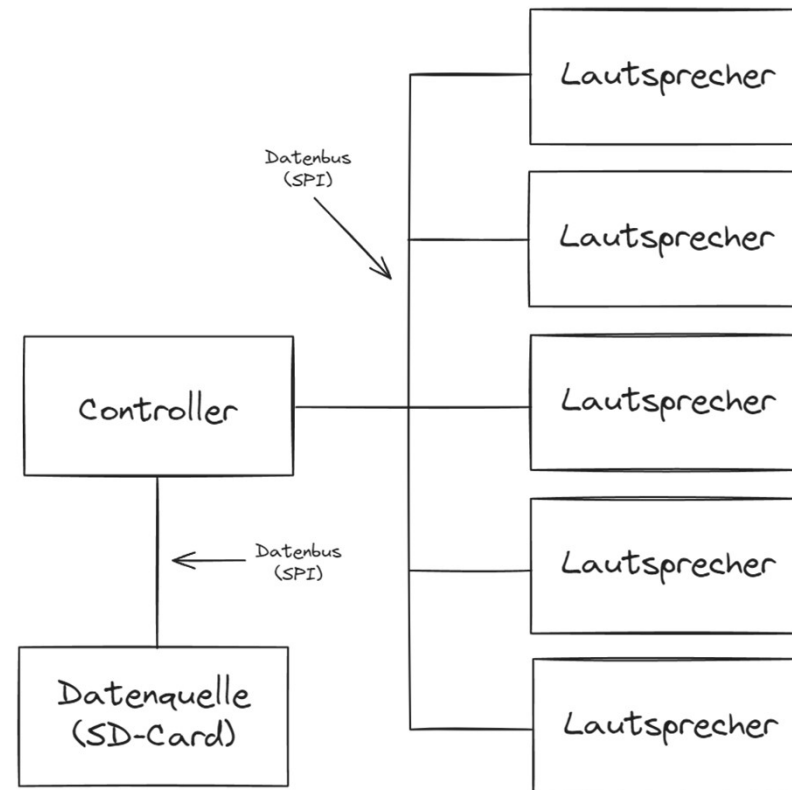 Lautsprecher
Datenbus
(SPI)
Lautsprecher
Controller
Lautsprecher
Datenbus
(SPI)
Lautsprecher
Datenquelle
(SD-Card)
Lautsprecher